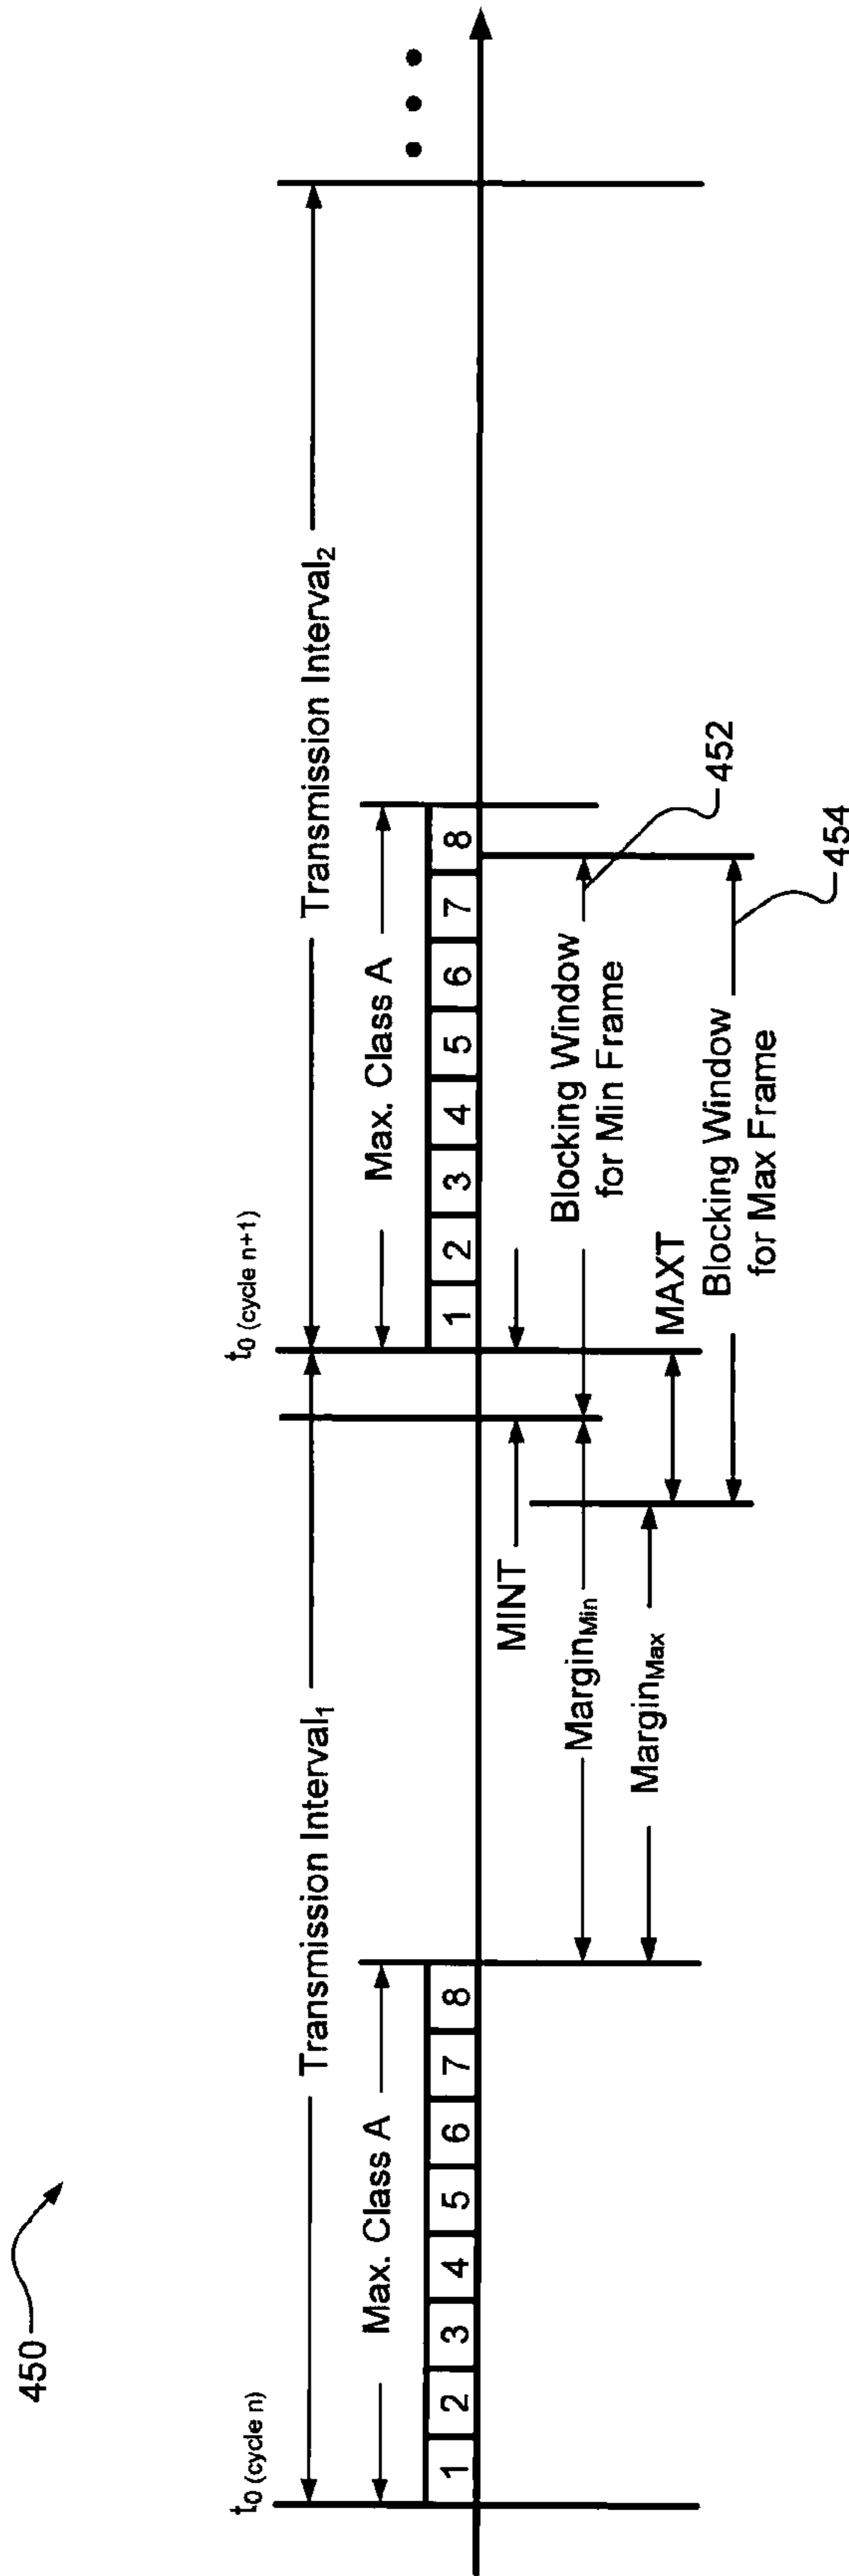 450
t0 (cycle n)
t0 (cycle n+1)
Transmission Interval1
Transmission Interval2
Max. Class A
Max. Class A
1 2 3 4 5 6 7 8
1 2 3 4 5 6 7 8
MINT
MarginMin
Blocking Window
for Min Frame
452
MarginMax
MAXT
Blocking Window
for Max Frame
454